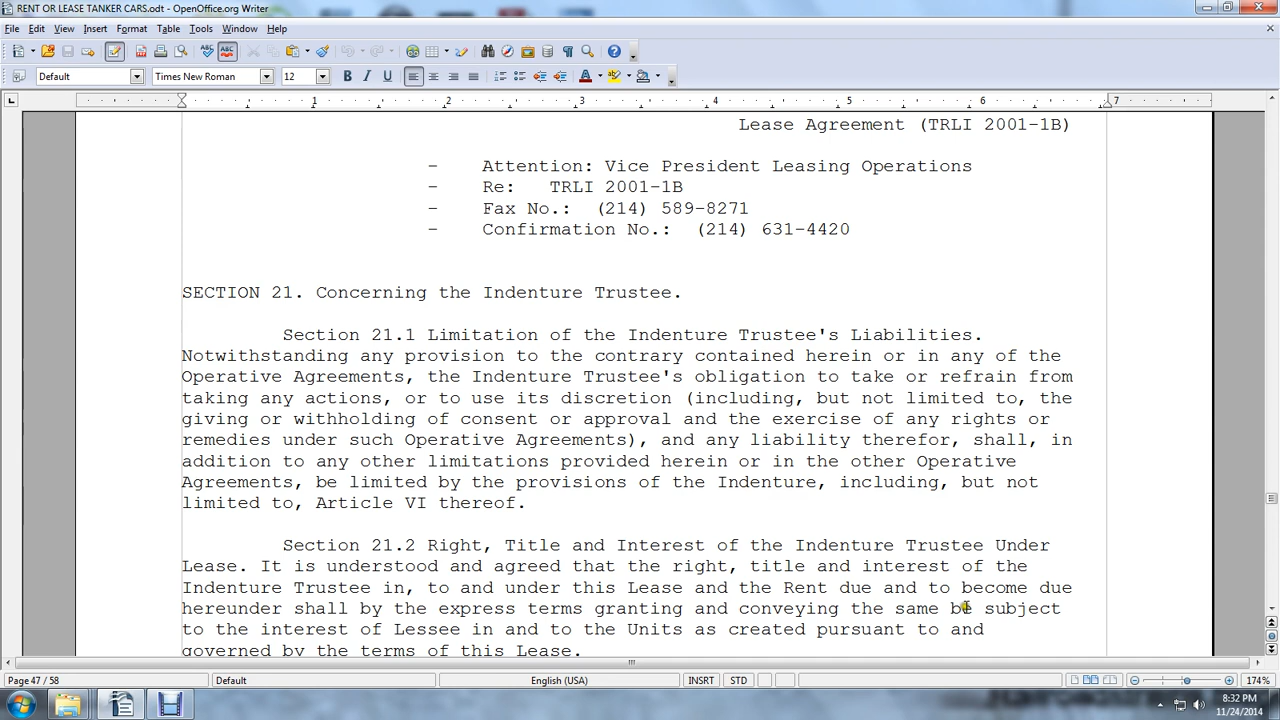 RENT OR LEASE TANKER CARS.odt - OpenOffice.org Writer
File Edit View Insert Format Table Tools Window Help
Default Times New Roman 12
1 2 3 4 5 6 7
Lease Agreement (TRLI 2001-1B)
- Attention: Vice President Leasing Operations
- Re: TRLI 2001-1B
- Fax No.: (214) 589-8271
- Confirmation No.: (214) 631-4420
SECTION 21. Concerning the Indenture Trustee.
Section 21.1 Limitation of the Indenture Trustee's Liabilities.
Notwithstanding any provision to the contrary contained herein or in any of the
Operative Agreements, the Indenture Trustee's obligation to take or refrain from
taking any actions, or to use its discretion (including, but not limited to, the
giving or withholding of consent or approval and the exercise of any rights or
remedies under such Operative Agreements), and any liability therefor, shall, in
addition to any other limitations provided herein or in the other Operative
Agreements, be limited by the provisions of the Indenture, including, but not
limited to, Article VI thereof.
Section 21.2 Right, Title and Interest of the Indenture Trustee Under
Lease. It is understood and agreed that the right, title and interest of the
Indenture Trustee in, to and under this Lease and the Rent due and to become due
hereunder shall by the express terms granting and conveying the same be subject
to the interest of Lessee in and to the Units as created pursuant to and
governed by the terms of this Lease.
Page 47 / 58 Default English (USA) INSRT STD 174%
8:32 PM
11/24/2014